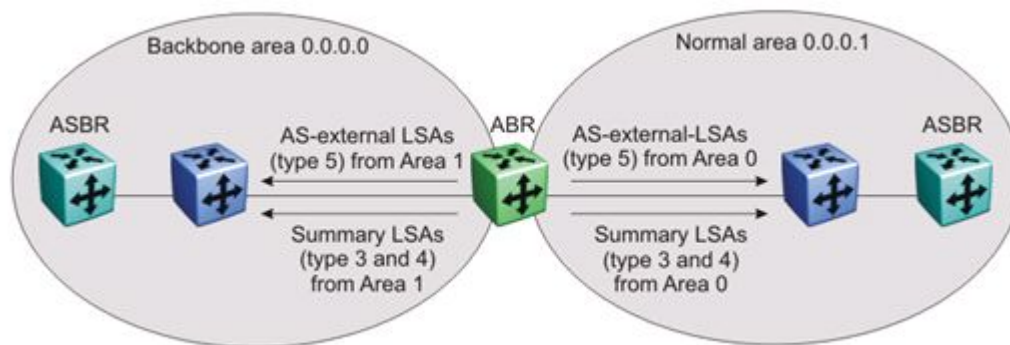 Backbone area 0.0.0.0
Normal area 0.0.0.1
ASBR
AS-external LSAs
(type 5) from Area 1
ABR
AS-external-LSAs
(type 5) from Area 0
ASBR
Summary LSAs
(type 3 and 4)
from Area 1
Summary LSAs
(type 3 and 4)
from Area 0